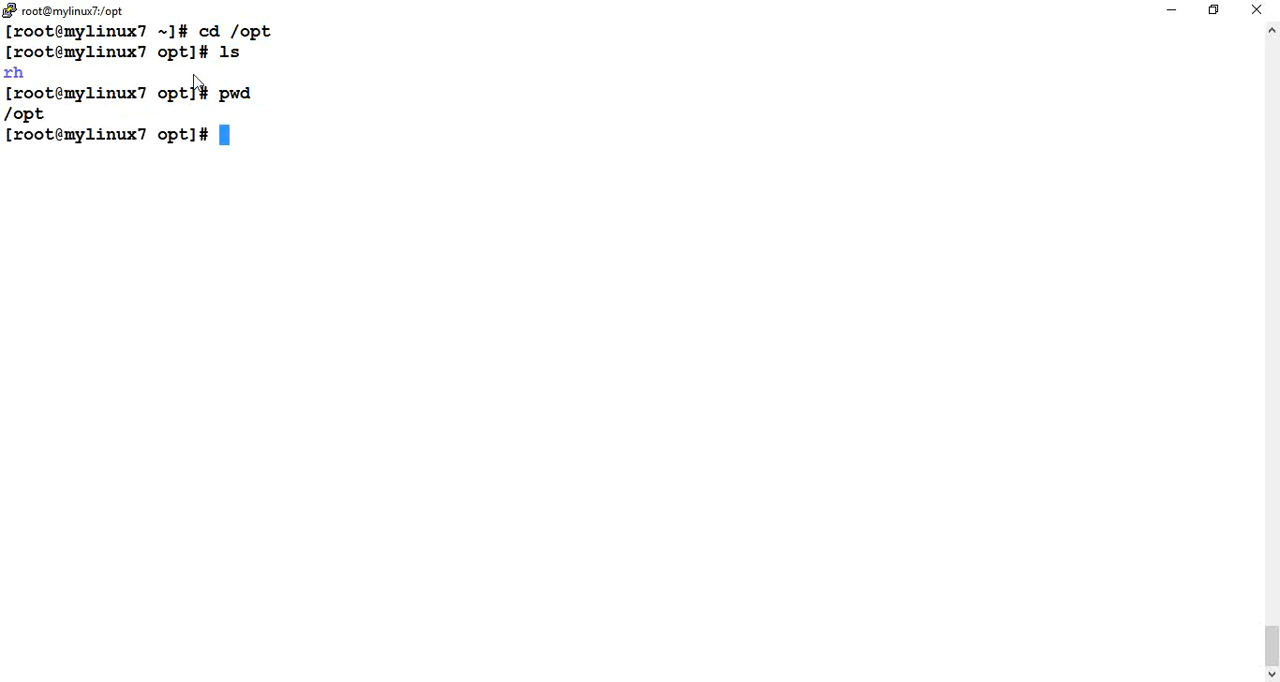 root@mylinux7:/opt
[root@mylinux7 ~]# cd /opt
[root@mylinux7 opt]# ls
rh
[root@mylinux7 opt]# pwd
/opt
[root@mylinux7 opt]#